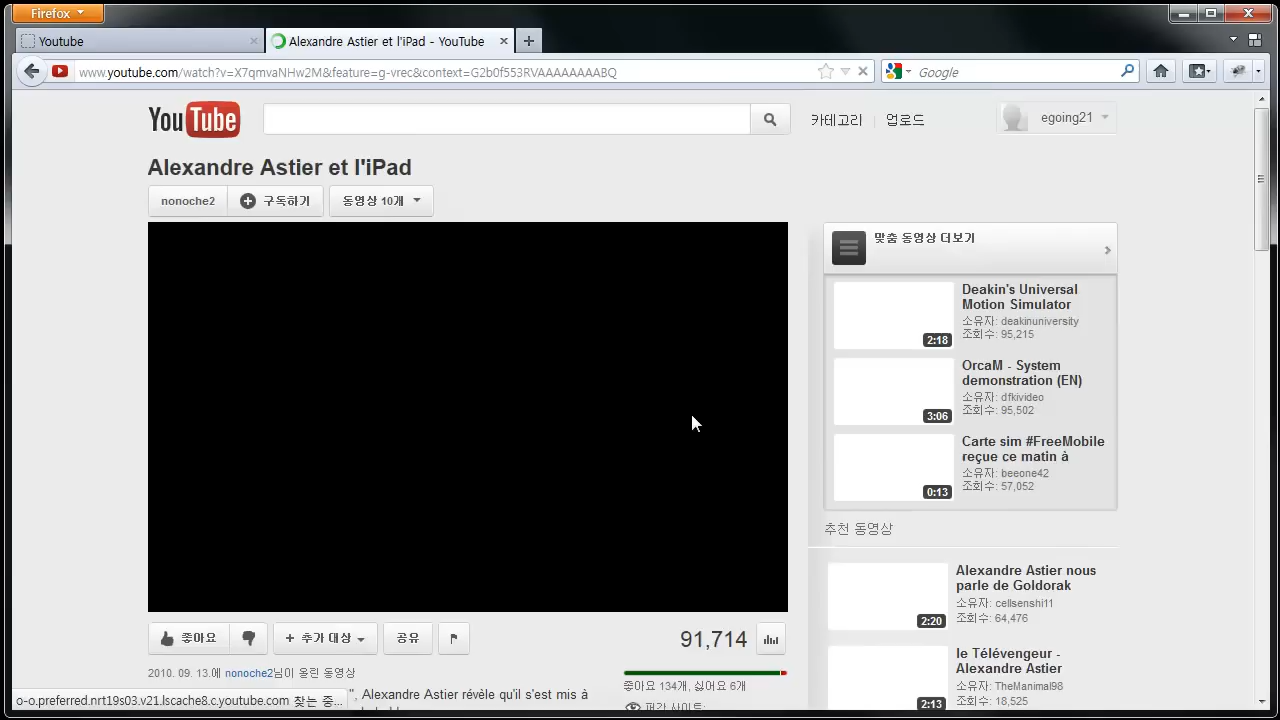 Firefox
Youtube
Alexandre Astier et l'iPad - YouTube
www.youtube.com/watch?v=X7qmvaNHw2M&feature=g-vrec&context=G2b0f553RVAAAAAAAABQ
Google
YouTube
카테고리
업로드
egoing21
Alexandre Astier et l'iPad
nonoche2
구독하기
동영상 10개
맞춤 동영상 더보기
Deakin's Universal
Motion Simulator
소유자: deakinuniversity
조회수: 95,215
2:18
OrcaM - System
demonstration (EN)
소유자: dfkivideo
조회수: 95,502
3:06
Carte sim #FreeMobile
reçue ce matin à
소유자: beeone42
조회수: 57,052
0:13
추천 동영상
Alexandre Astier nous
parle de Goldorak
소유자: cellsenshi11
조회수: 64,476
2:20
le Télévengeur -
Alexandre Astier
소유자: TheManimal98
조회수: 18,525
2:13
좋아요
+ 추가 대상
공유
91,714
2010. 09. 13.에 nonoche2님이 올린 동영상
좋아요 134개, 싫어요 6개
", Alexandre Astier révèle qu'il s'est mis à
o-o.preferred.nrt19s03.v21.lscache8.c.youtube.com 찾는 중...